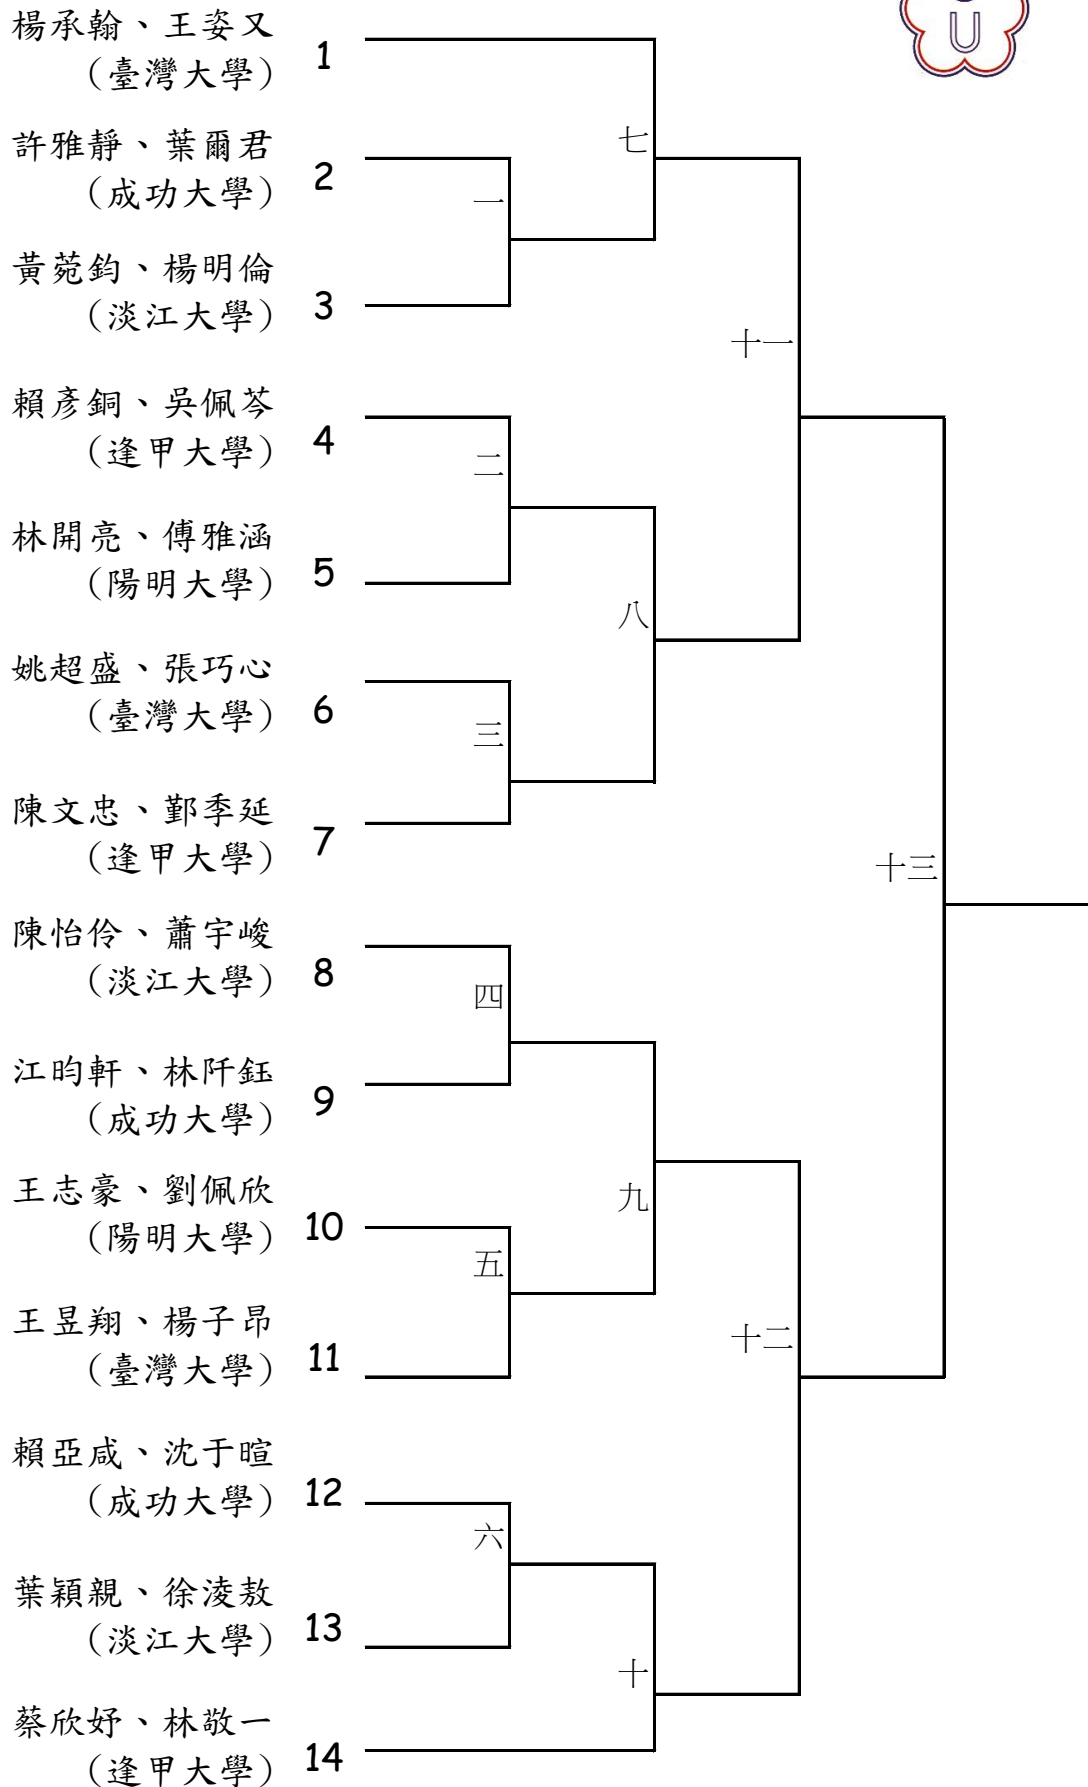 U
楊承翰、王姿又
（臺灣大學）
1
七
許雅靜、葉爾君
（成功大學）
2
一
黃菀鈞、楊明倫
（淡江大學）
3
十一
賴彥銅、吳佩芩
（逢甲大學）
4
二
林開亮、傅雅涵
（陽明大學）
5
八
姚超盛、張巧心
（臺灣大學）
6
三
陳文忠、鄞季延
（逢甲大學）
7
十三
陳怡伶、蕭宇峻
（淡江大學）
8
四
江昀軒、林阡鈺
（成功大學）
9
王志豪、劉佩欣
（陽明大學）
10
九
五
王昱翔、楊子昂
（臺灣大學）
11
十二
賴亞咸、沈于暄
（成功大學）
12
六
葉穎親、徐淩敖
（淡江大學）
13
十
蔡欣妤、林敬一
（逢甲大學）
14